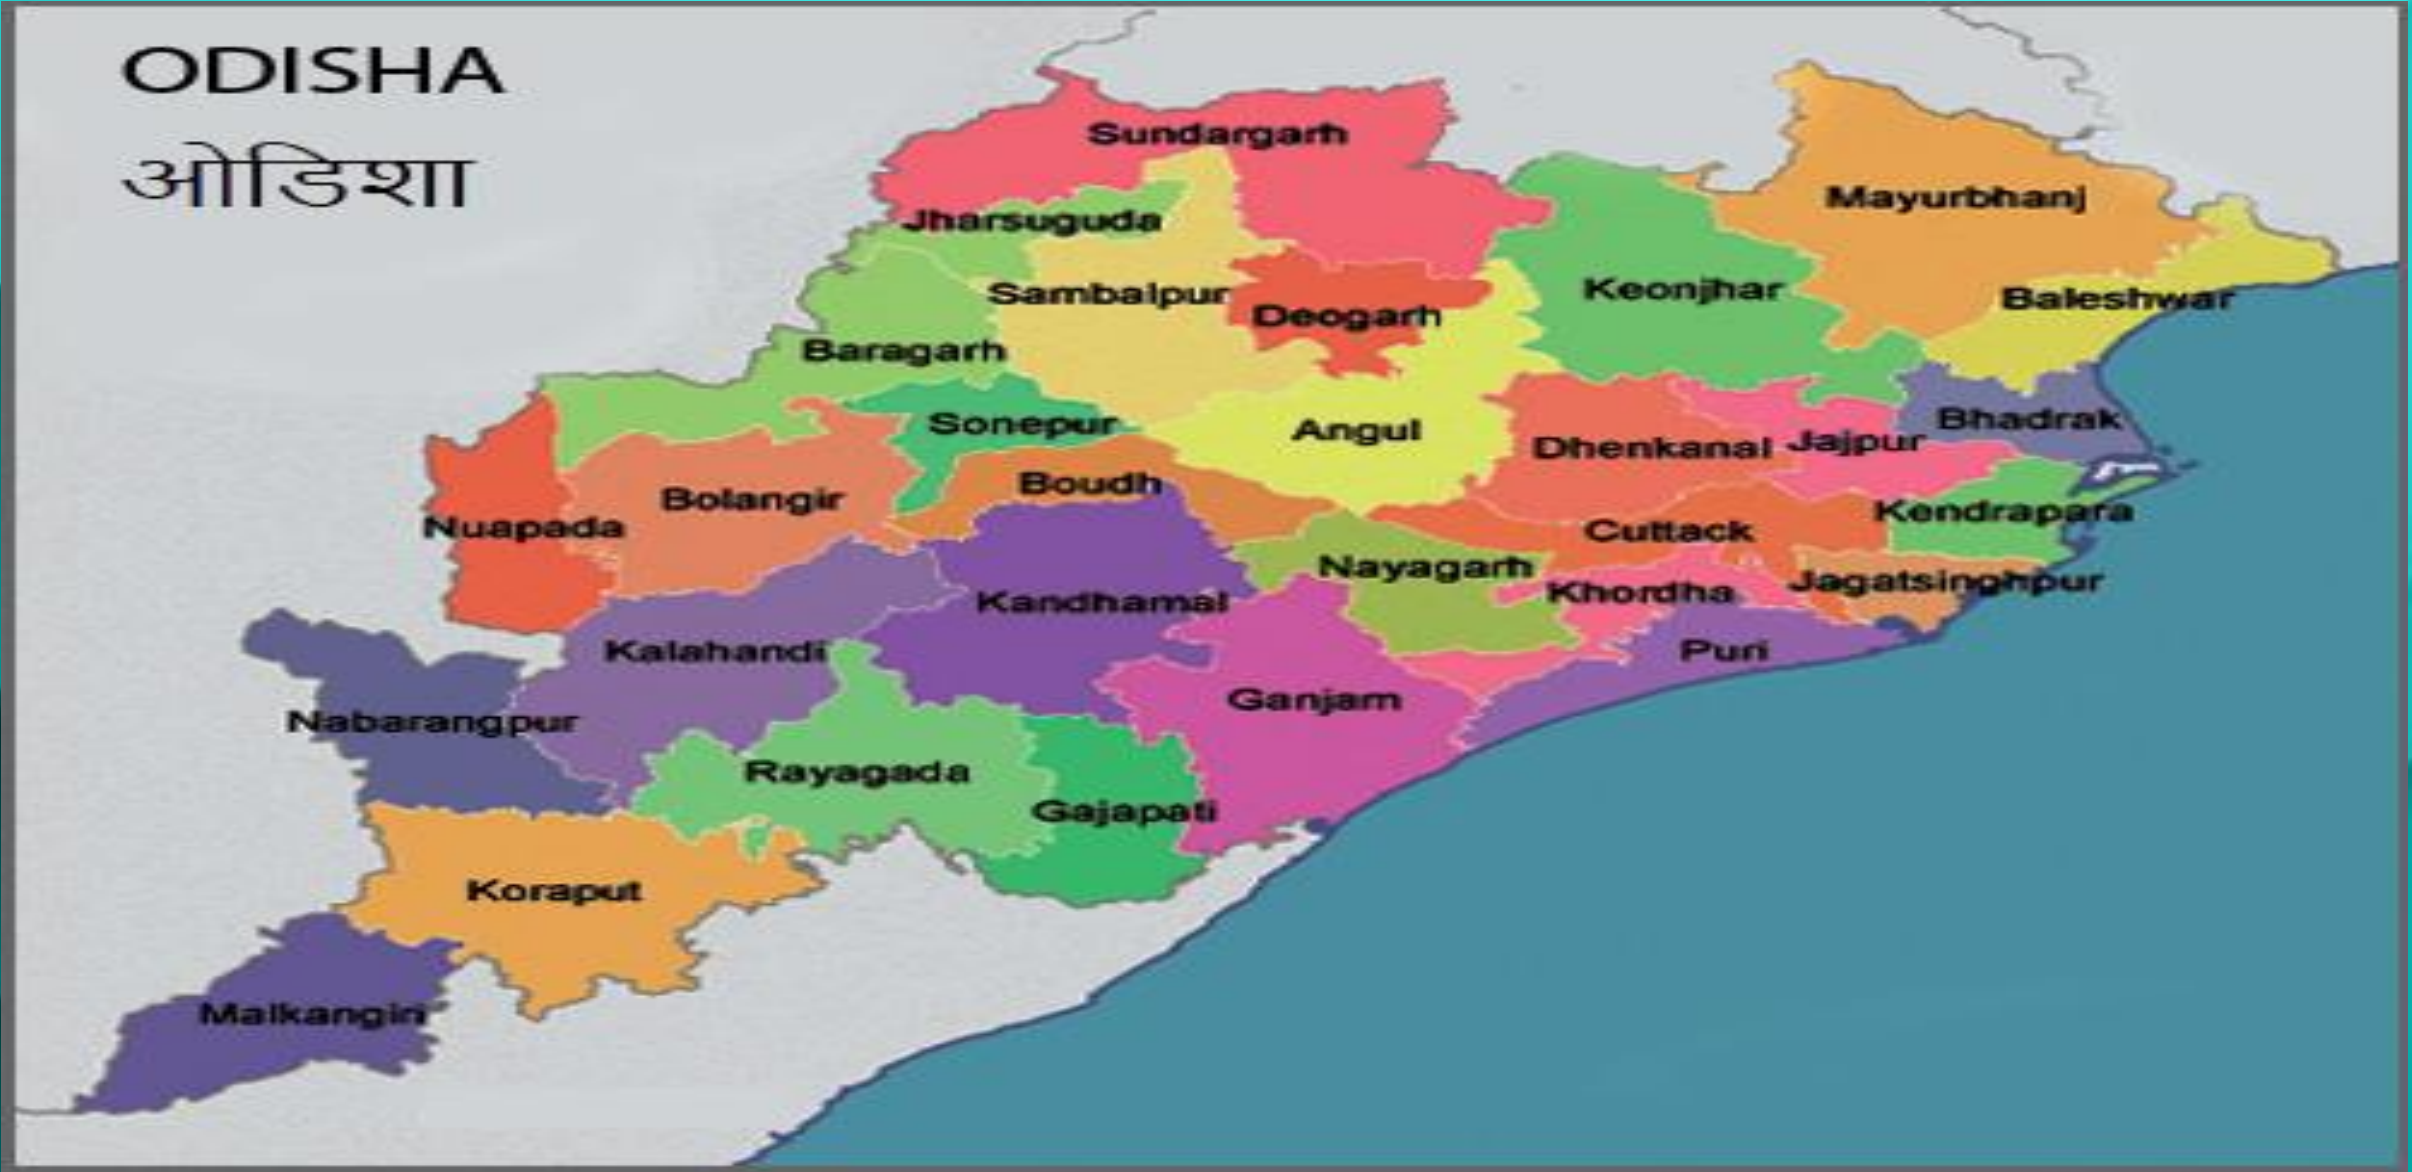 ODISHA
ओडिशा
Sundargarh
Mayurbhanj
Jharsuguda
Sambalpur
Keonjhar
Baleshwar
Deogarh
Baragarh
Sonepur
Angul
Bhadrak
Dhenkanal
Jajpur
Boudh
Bolangir
Nuapada
Kendrapara
Cuttack
Nayagarh
Jagatsinghpur
Khordha
Kandhamal
Kalahandi
Puri
Ganjam
Nabarangpur
Rayagada
Gajapati
Koraput
Malkangiri